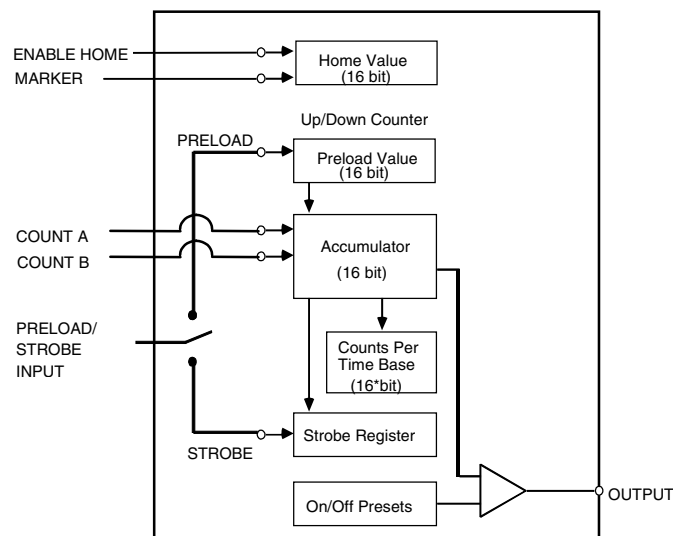 ENABLE HOME
MARKER
Home Value
(16 bit)
Up/Down Counter
PRELOAD
Preload Value
(16 bit)
COUNT A
COUNT B
Accumulator
(16 bit)
PRELOAD/
STROBE
INPUT
Counts Per
Time Base
(16*bit)
Strobe Register
STROBE
On/Off Presets
OUTPUT